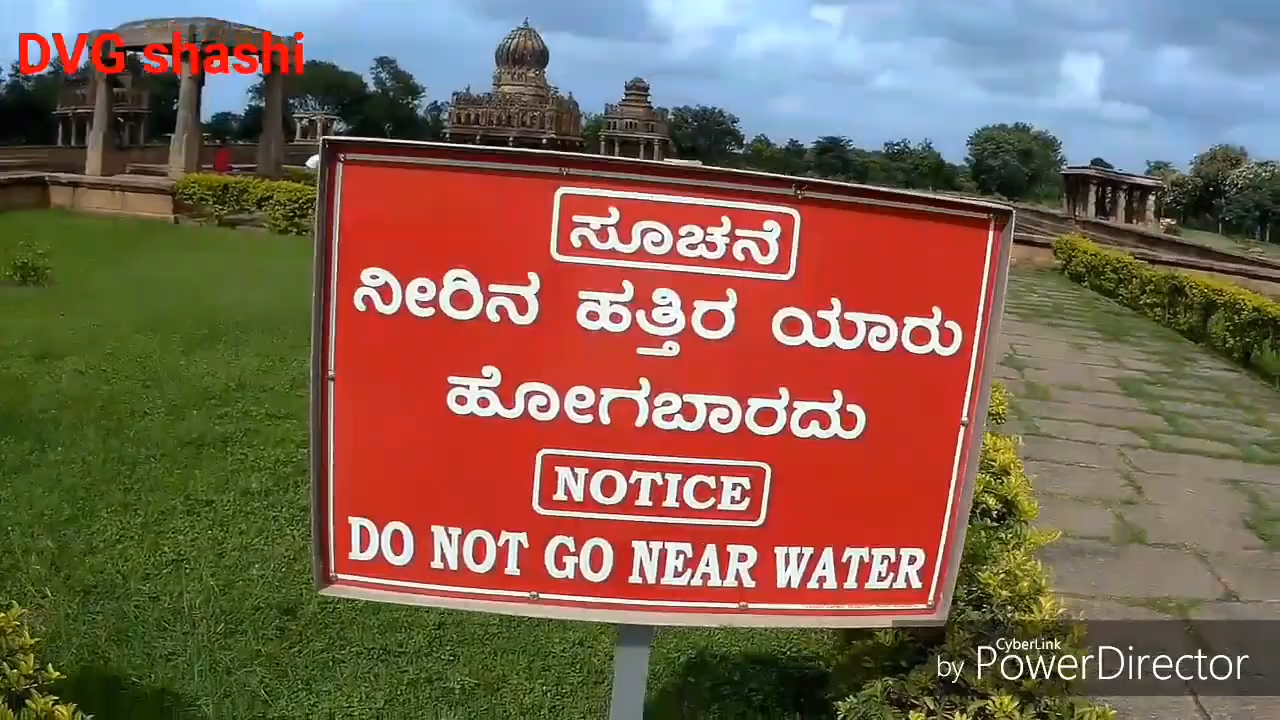 DVG shashi
ಸೂಚನೆ
ನೀರಿನ ಹತ್ತಿರ ಯಾರು
ಹೋಗಬಾರದು
NOTICE
DO NOT GO NEAR WATER
CyberLink
by PowerDirector